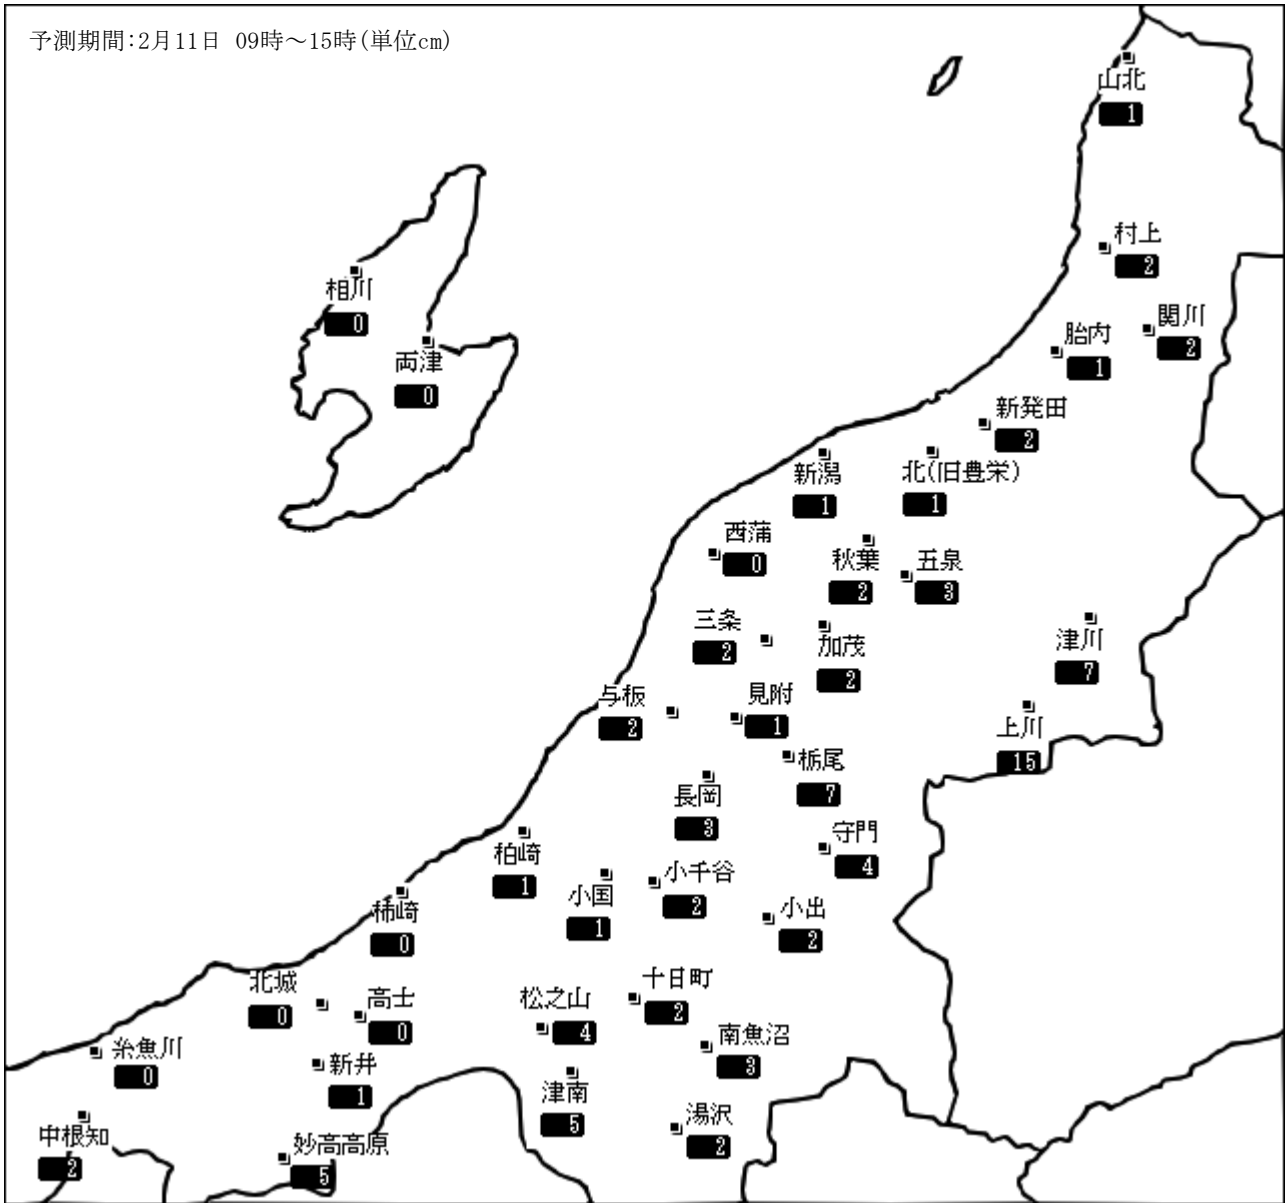 予測期間:2月11日 09時～15時(単位cm)
山北
1
村上
2
相川
0
関川
2
胎内
1
両津
0
新発田
2
新潟
1
北(旧豊栄)
1
西蒲
0
秋葉
2
五泉
3
三条
2
加茂
2
津川
7
与板
2
見附
1
上川
15
栃尾
7
長岡
3
守門
4
柏崎
1
小千谷
2
小国
1
小出
2
柿崎
0
北城
0
高士
0
松之山
4
十日町
2
南魚沼
3
糸魚川
0
新井
1
津南
5
湯沢
2
中根知
2
妙高高原
5